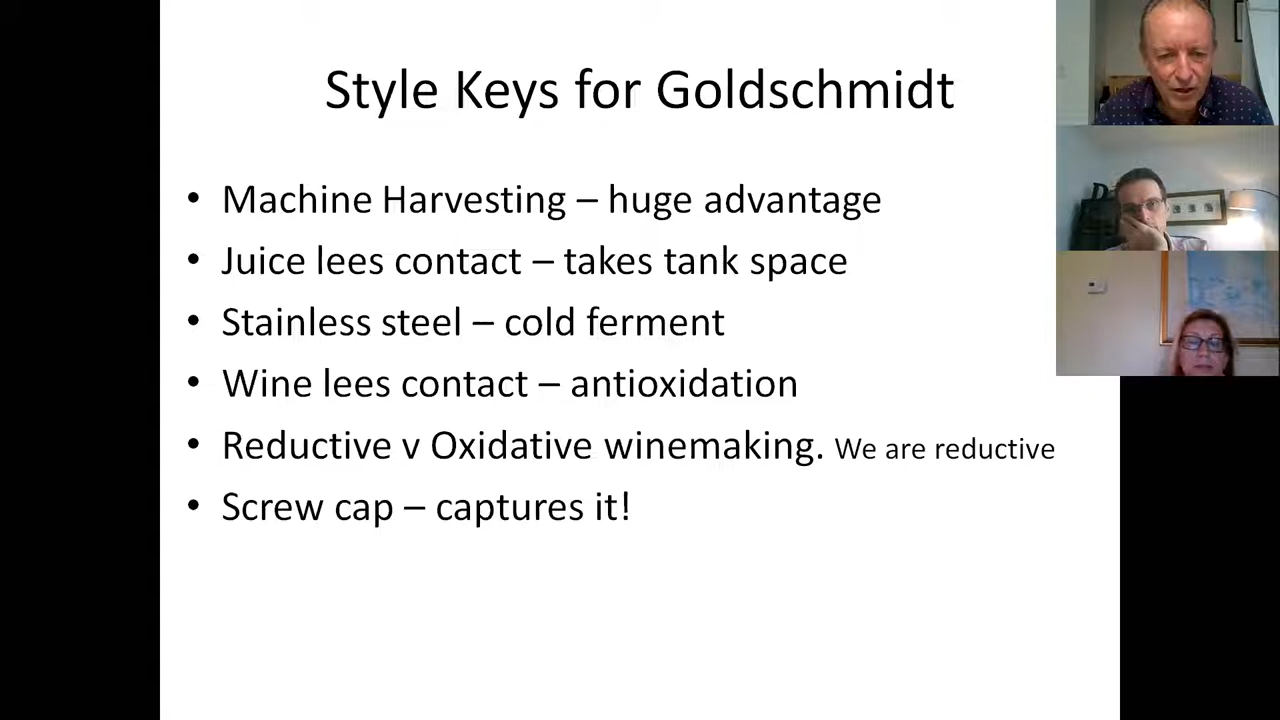 Style Keys for Goldschmidt
• Machine Harvesting – huge advantage
• Juice lees contact – takes tank space
• Stainless steel – cold ferment
• Wine lees contact – antioxidation
• Reductive v Oxidative winemaking. We are reductive
• Screw cap – captures it!